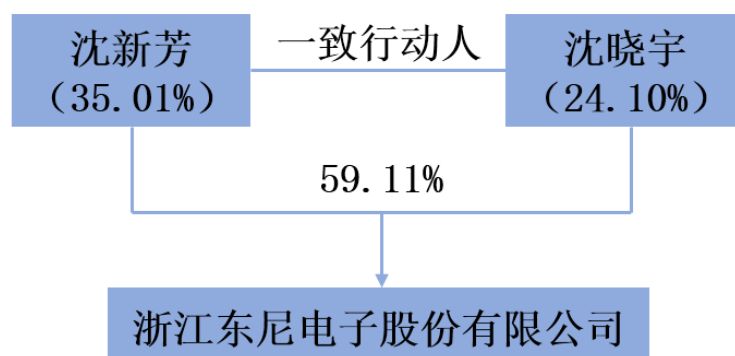 沈新芳
（35.01%）
一致行动人
沈晓宇
（24.10%）
59.11%
浙江东尼电子股份有限公司